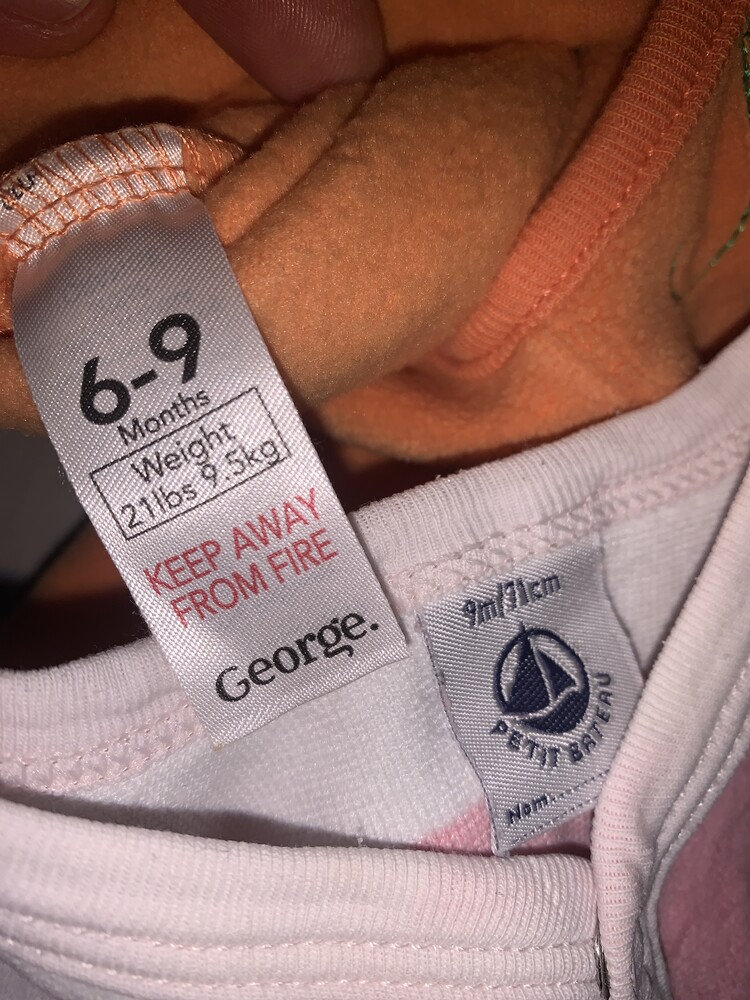 6-9
Months
Weight
21lbs 9.5kg
KEEP AWAY
FROM FIRE
George.
9m/71cm
PETIT BATEAU
Nom